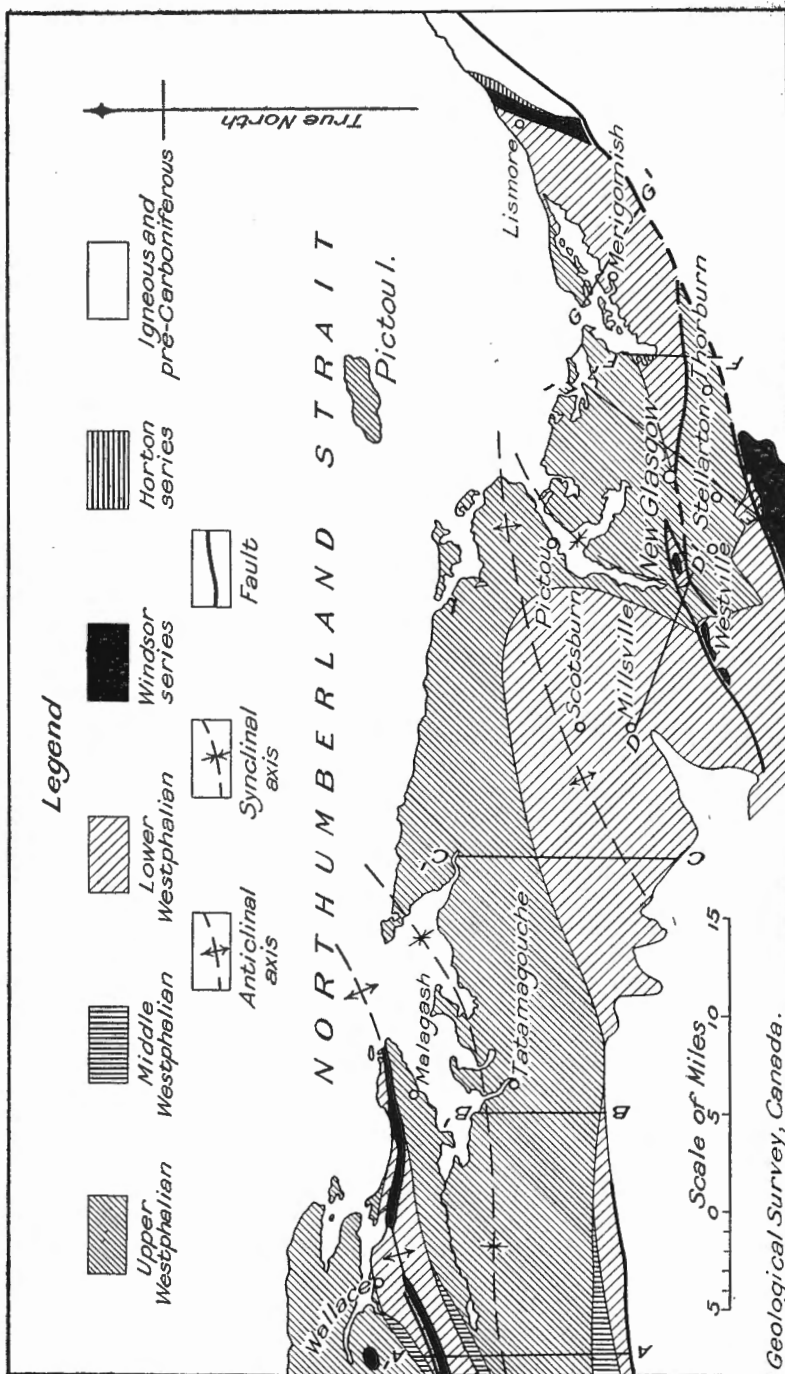 Legend
Upper
Westphalian
Middle
Westphalian
Lower
Westphalian
Windsor
series
Horton
series
Igneous and
pre-Carboniferous
Anticlinal
axis
Synclinal
axis
Fault
True North
NORTHUMBERLAND STRAIT
Pictou I.
Wallace
Malagash
Tatamagouche
Pictou
Scotsburn
Millsville
New Glasgow
Westville
Stellarton
Thorburn
Merigomish
Lismore
A'
A
B'
B
C'
C
D
D'
F
G
G'
Scale of Miles
5 0 5 10 15
Geological Survey, Canada.